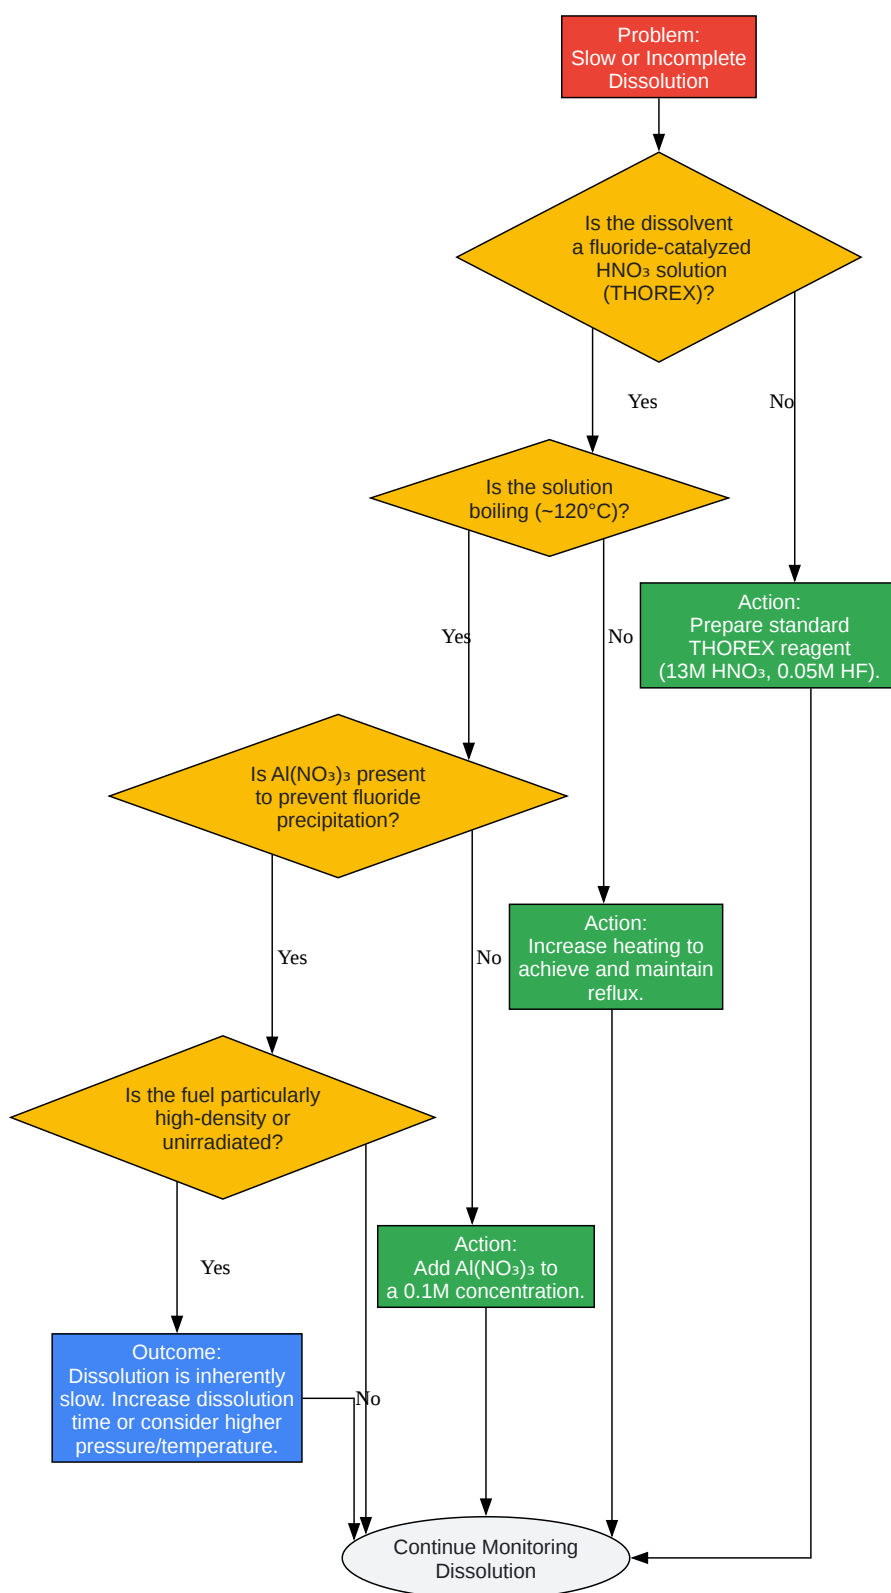 Problem:
Slow or Incomplete
Dissolution
Is the dissolvent
a fluoride-catalyzed
HNO₃ solution
(THOREX)?
Yes
No
Is the solution
boiling (~120°C)?
Action:
Prepare standard
THOREX reagent
(13M HNO₃, 0.05M HF).
Yes
No
Is Al(NO₃)₃ present
to prevent fluoride
precipitation?
Action:
Increase heating to
achieve and maintain
reflux.
Yes
No
Is the fuel particularly
high-density or
unirradiated?
Action:
Add Al(NO₃)₃ to
a 0.1M concentration.
Yes
Outcome:
Dissolution is inherently
slow. Increase dissolution
time or consider higher
pressure/temperature.
No
Continue Monitoring
Dissolution